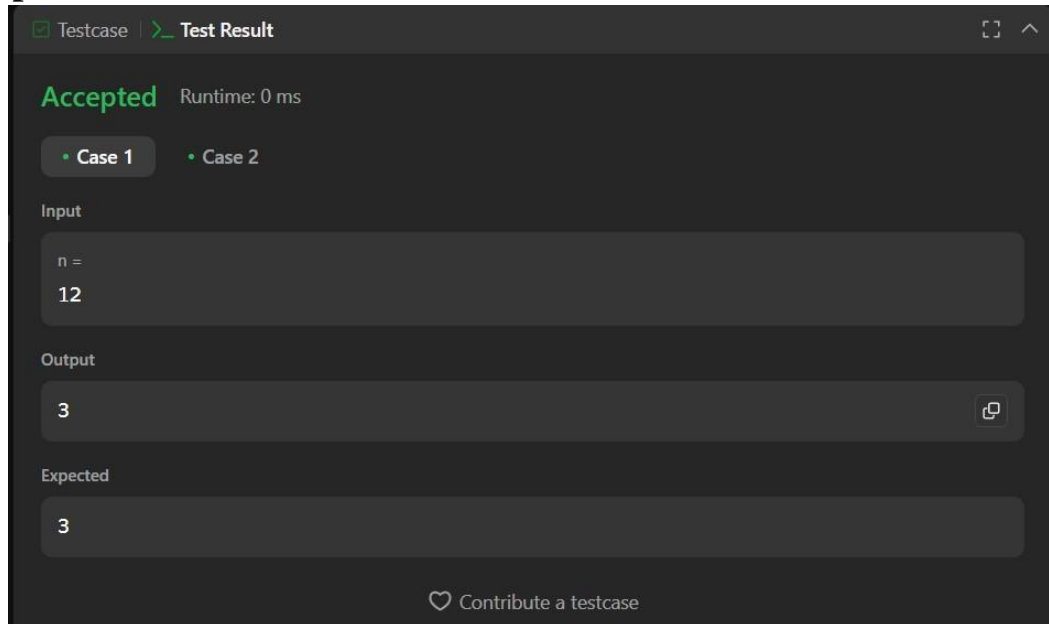 Testcase >_ Test Result
Accepted Runtime: 0 ms
• Case 1 • Case 2
Input
n =
12
Output
3
Expected
3
Contribute a testcase